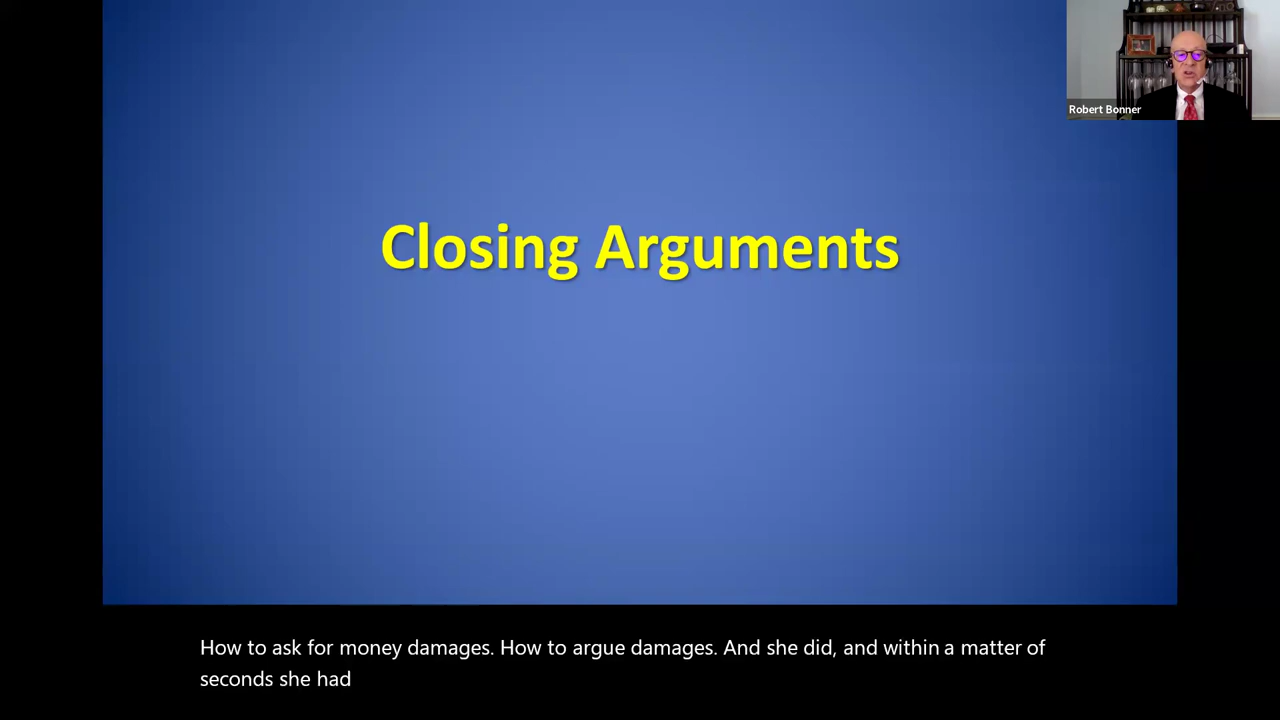 Robert Bonner
Closing Arguments
How to ask for money damages. How to argue damages. And she did, and within a matter of
seconds she had